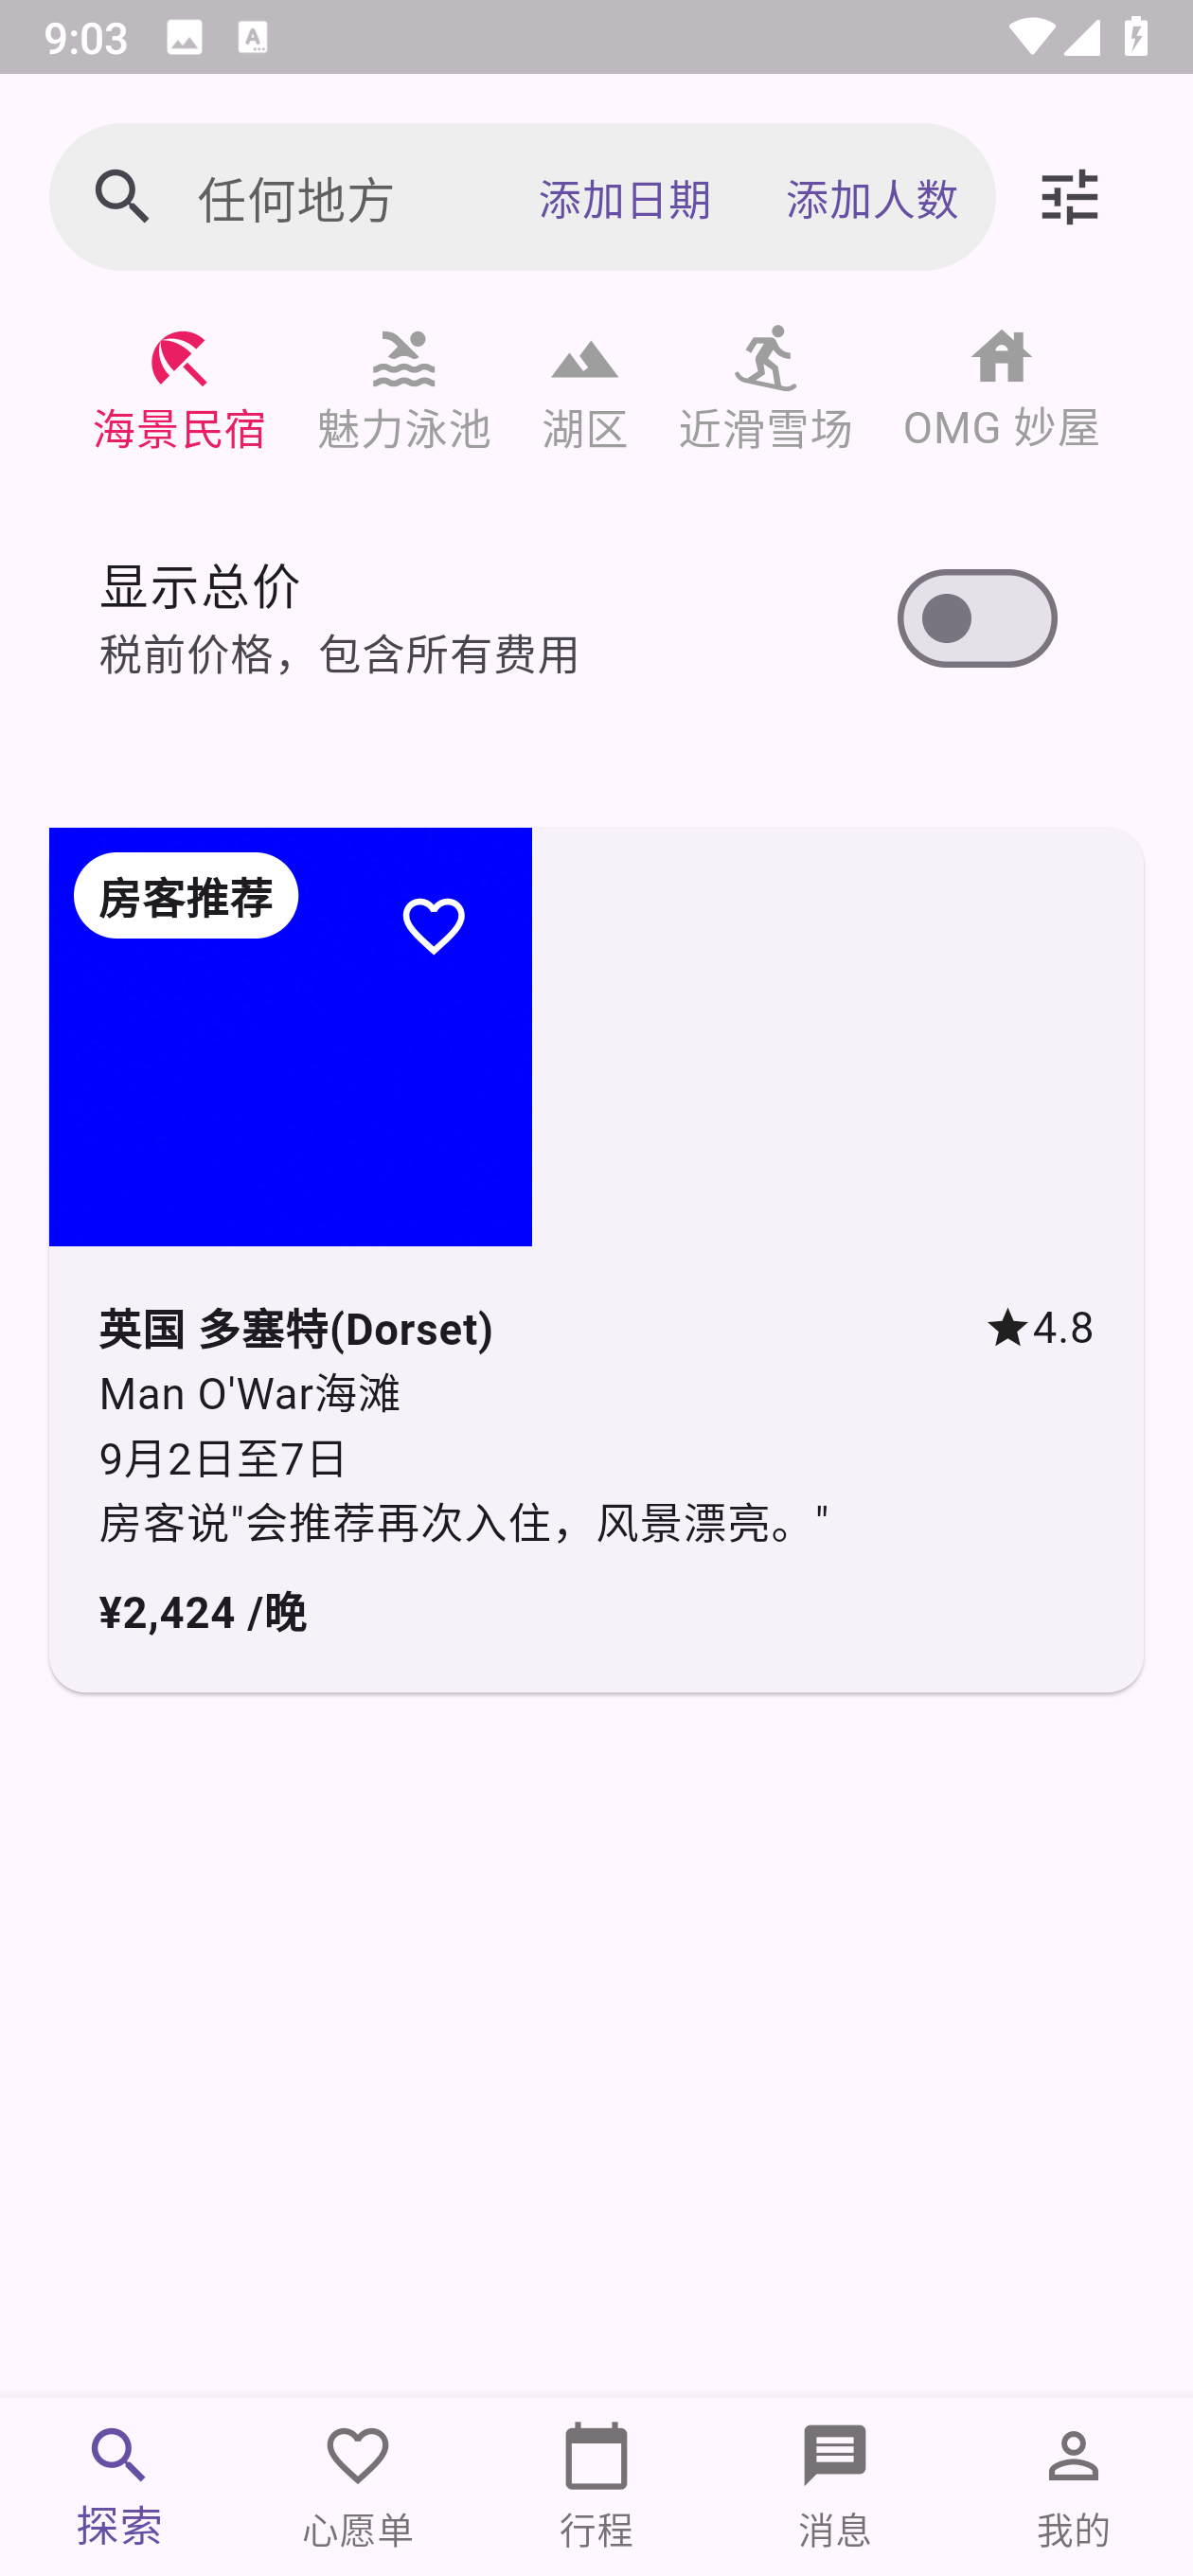 9:03
任何地方 添加日期 添加人数
海景民宿 魅力泳池 湖区 近滑雪场 OMG 妙屋
显示总价
税前价格，包含所有费用
房客推荐
英国 多塞特(Dorset) 4.8
Man O'War海滩
9月2日至7日
房客说"会推荐再次入住，风景漂亮。"
¥2,424 /晚
探索 心愿单 行程 消息 我的